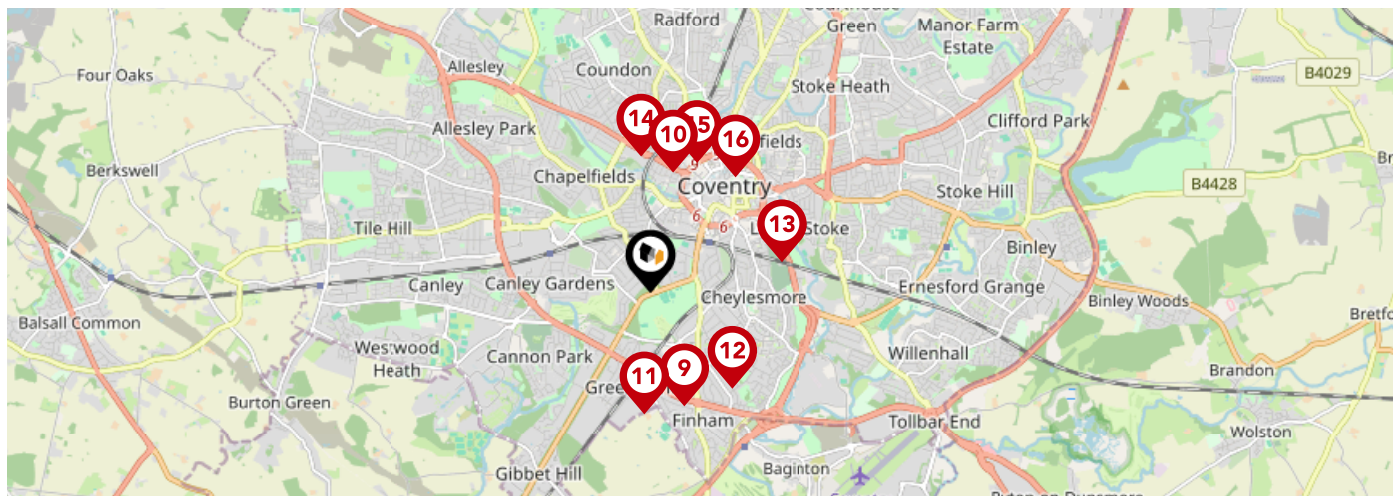 Radford
Courthouse
Green
Manor Farm
Estate
Four Oaks
Allesley
Coundon
B4029
Stoke Heath
14
15
10
16
Allesley Park
Clifford Park
fields
9
Berkswell
Chapelfields
Coventry
Stoke Hill
B4428
6
6
13
Tile Hill
Stoke
Binley
Canley
Canley Gardens
Cheylesmore
Ernesford Grange
Binley Woods
Balsall Common
Westwood
Heath
Cannon Park
12
Willenhall
11
9
Gree
Brandon
Burton Green
Finham
Tollbar End
Wolston
Gibbet Hill
Baginton